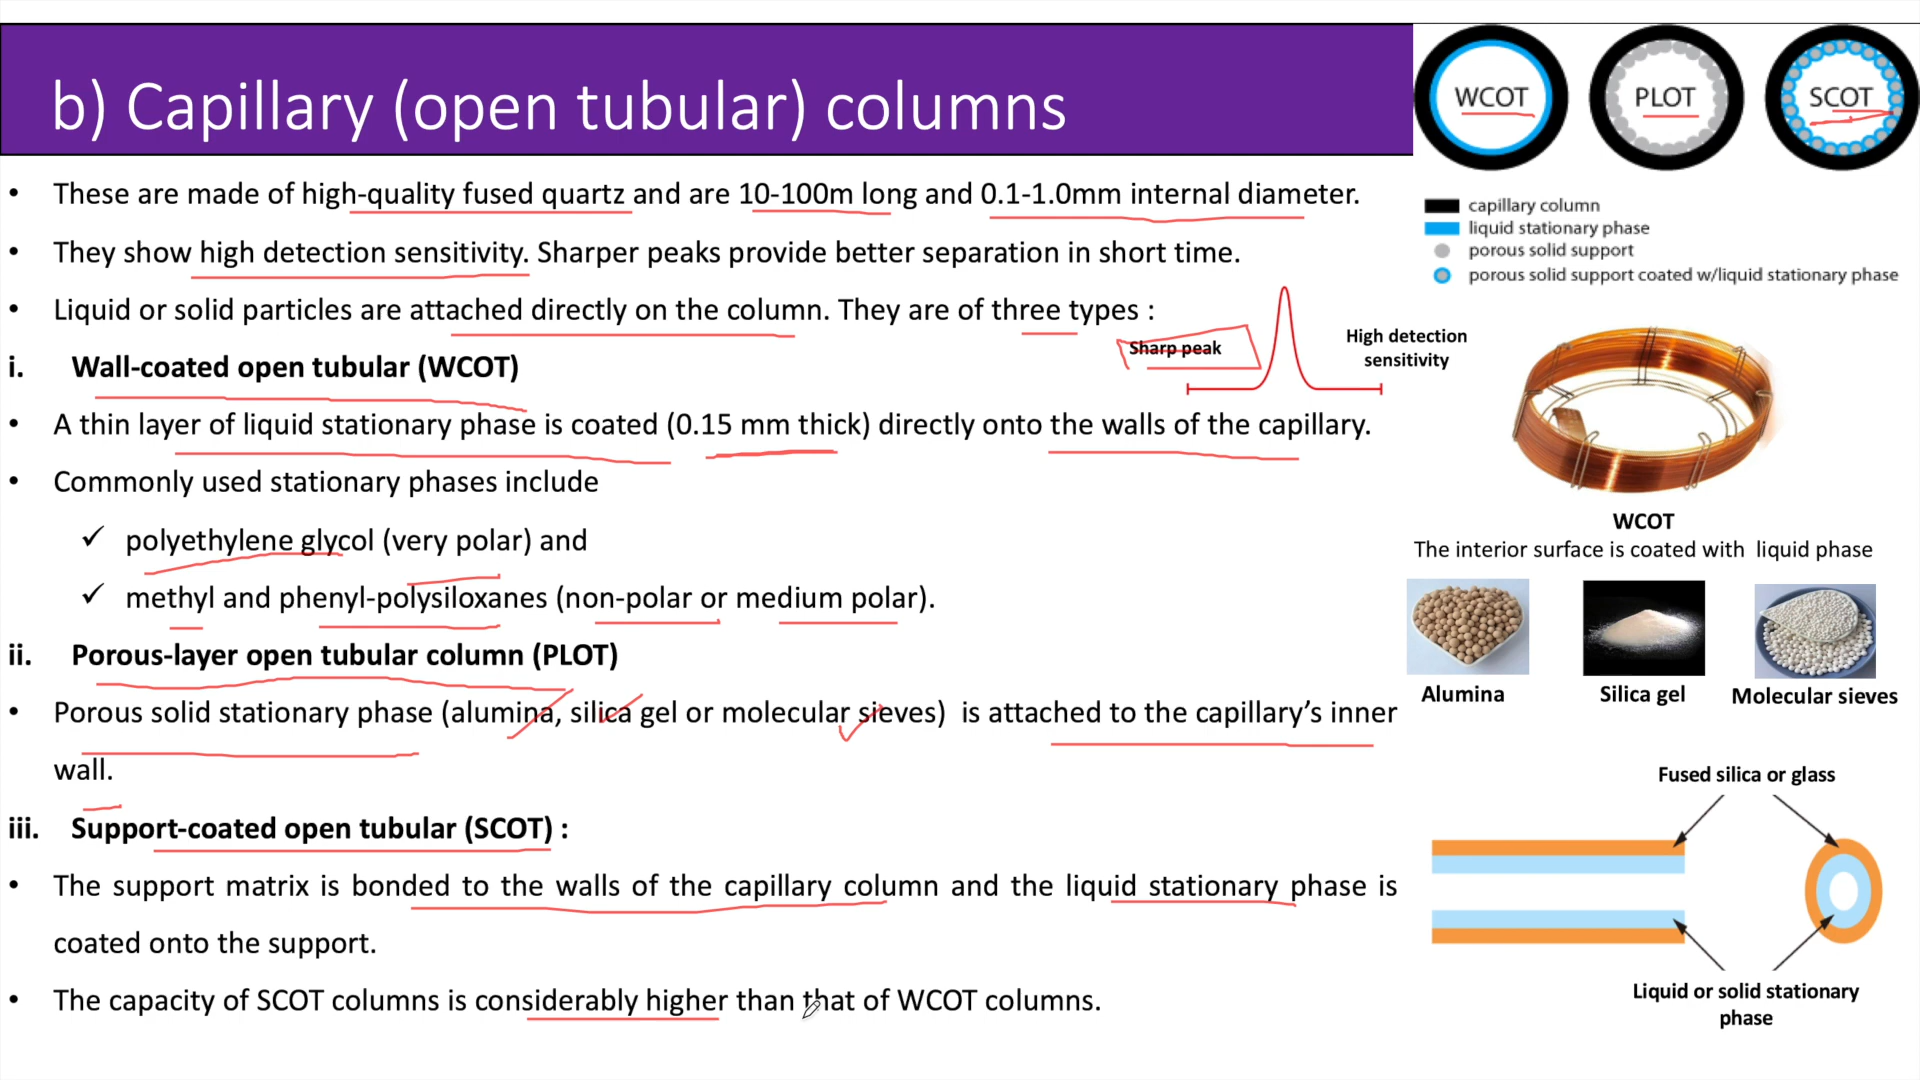 b) Capillary (open tubular) columns
WCOT
PLOT
SCOT
capillary column
liquid stationary phase
porous solid support
porous solid support coated w/liquid stationary phase
• These are made of high-quality fused quartz and are 10-100m long and 0.1-1.0mm internal diameter.
• They show high detection sensitivity. Sharper peaks provide better separation in short time.
• Liquid or solid particles are attached directly on the column. They are of three types :
Sharp peak
High detection
sensitivity
i. Wall-coated open tubular (WCOT)
• A thin layer of liquid stationary phase is coated (0.15 mm thick) directly onto the walls of the capillary.
• Commonly used stationary phases include
✓ polyethylene glycol (very polar) and
✓ methyl and phenyl-polysiloxanes (non-polar or medium polar).
WCOT
The interior surface is coated with liquid phase
Alumina
Silica gel
Molecular sieves
ii. Porous-layer open tubular column (PLOT)
• Porous solid stationary phase (alumina, silica gel or molecular sieves) is attached to the capillary’s inner
wall.
iii. Support-coated open tubular (SCOT) :
• The support matrix is bonded to the walls of the capillary column and the liquid stationary phase is
coated onto the support.
• The capacity of SCOT columns is considerably higher than that of WCOT columns.
Fused silica or glass
Liquid or solid stationary
phase